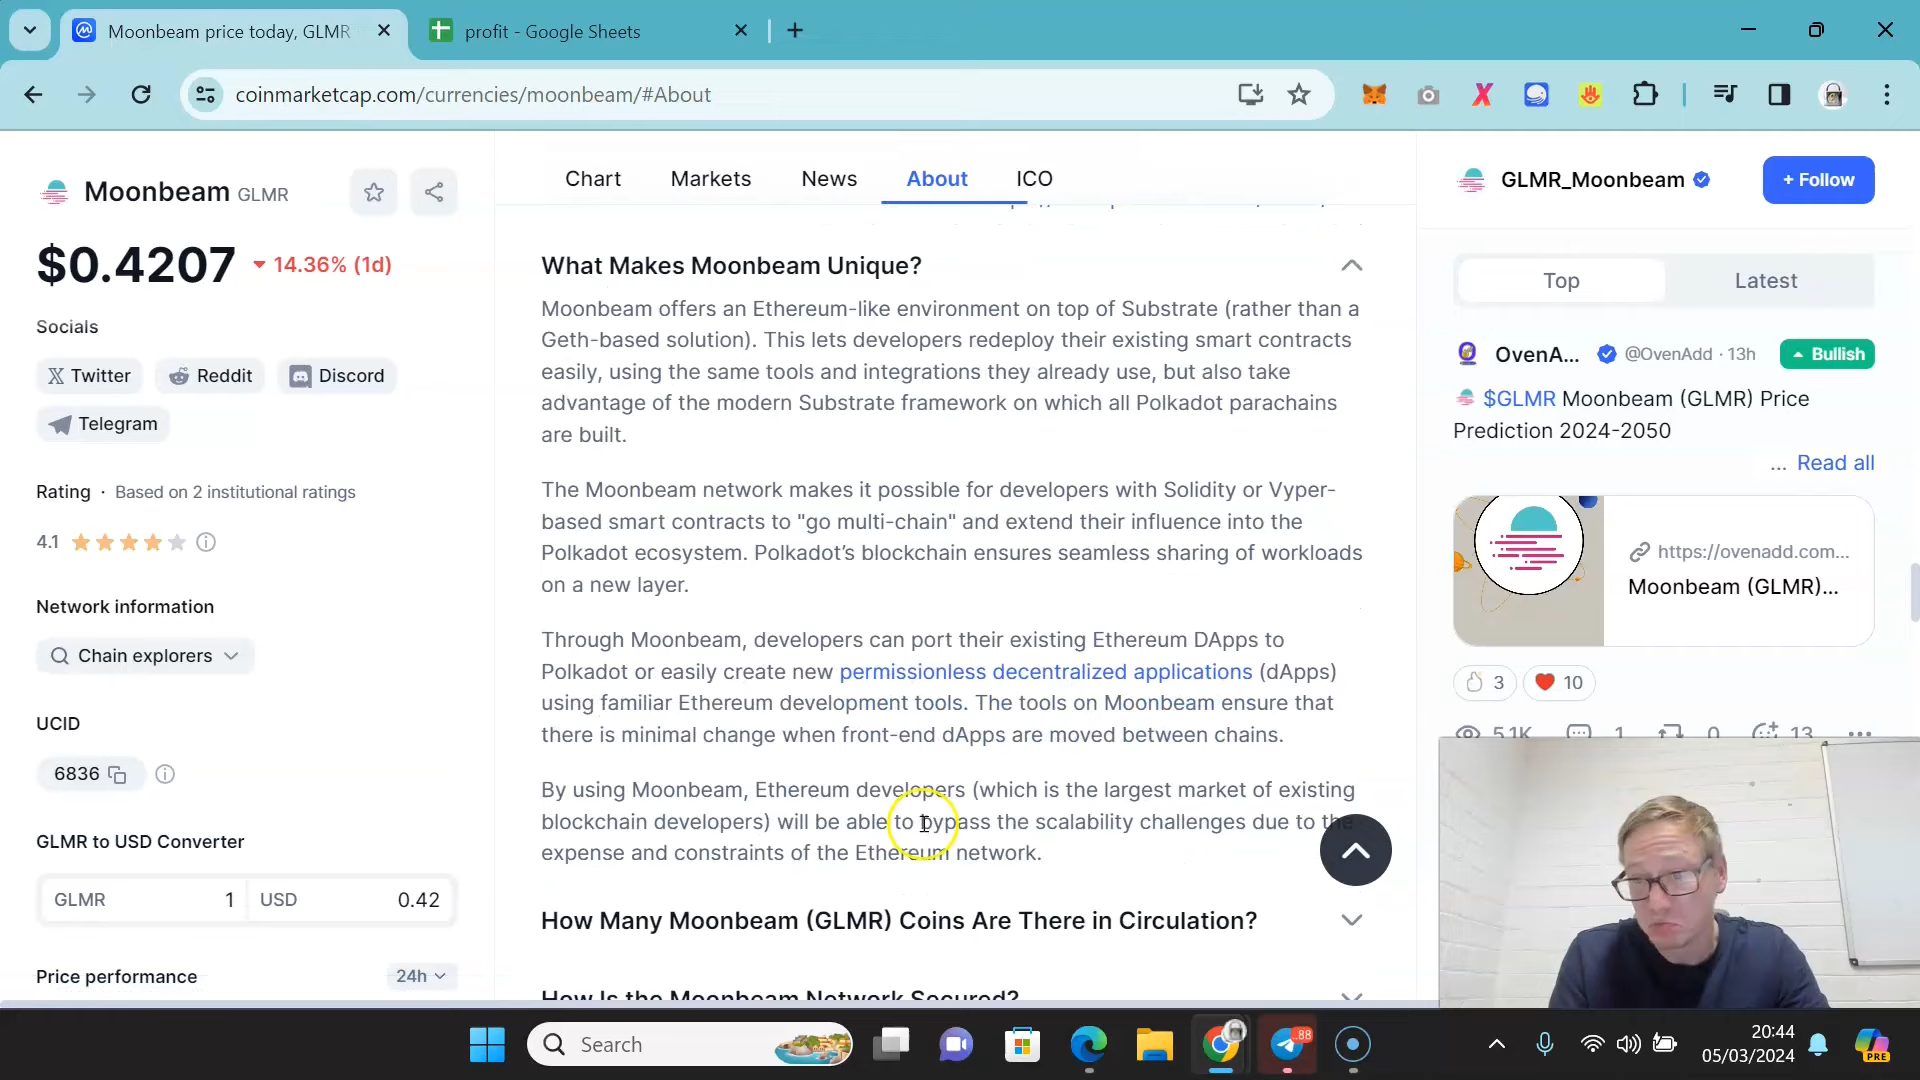 Moonbeam price today, GLMR
profit - Google Sheets
coinmarketcap.com/currencies/moonbeam/#About
Moonbeam GLMR
$0.4207 14.36% (1d)
Socials
Twitter Reddit Discord
Telegram
Rating · Based on 2 institutional ratings
4.1
Network information
Chain explorers
UCID
6836
GLMR to USD Converter
GLMR 1 USD 0.42
Price performance 24h
Chart Markets News About ICO
What Makes Moonbeam Unique?
Moonbeam offers an Ethereum-like environment on top of Substrate (rather than a
Geth-based solution). This lets developers redeploy their existing smart contracts
easily, using the same tools and integrations they already use, but also take
advantage of the modern Substrate framework on which all Polkadot parachains
are built.
The Moonbeam network makes it possible for developers with Solidity or Vyper-
based smart contracts to "go multi-chain" and extend their influence into the
Polkadot ecosystem. Polkadot’s blockchain ensures seamless sharing of workloads
on a new layer.
Through Moonbeam, developers can port their existing Ethereum DApps to
Polkadot or easily create new permissionless decentralized applications (dApps)
using familiar Ethereum development tools. The tools on Moonbeam ensure that
there is minimal change when front-end dApps are moved between chains.
By using Moonbeam, Ethereum developers (which is the largest market of existing
blockchain developers) will be able to bypass the scalability challenges due to the
expense and constraints of the Ethereum network.
How Many Moonbeam (GLMR) Coins Are There in Circulation?
How Is the Moonbeam Network Secured?
GLMR_Moonbeam + Follow
Top Latest
OvenA... @OvenAdd · 13h Bullish
$GLMR Moonbeam (GLMR) Price
Prediction 2024-2050
... Read all
https://ovenadd.com...
Moonbeam (GLMR)...
3 10
5.1K 1 0 13
Search
88
20:44
05/03/2024
PRE